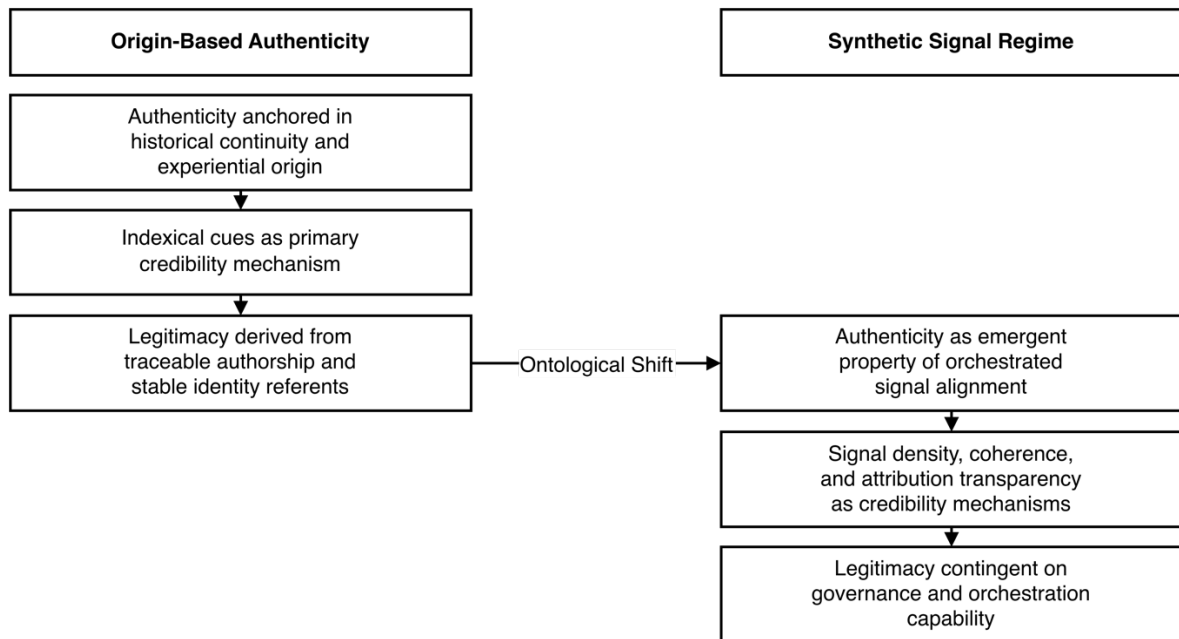 Origin-Based Authenticity
Synthetic Signal Regime
Authenticity anchored in
historical continuity and
experiential origin
Indexical cues as primary
credibility mechanism
Legitimacy derived from
traceable authorship and
stable identity referents
Ontological Shift
Authenticity as emergent
property of orchestrated
signal alignment
Signal density, coherence,
and attribution transparency
as credibility mechanisms
Legitimacy contingent on
governance and orchestration
capability